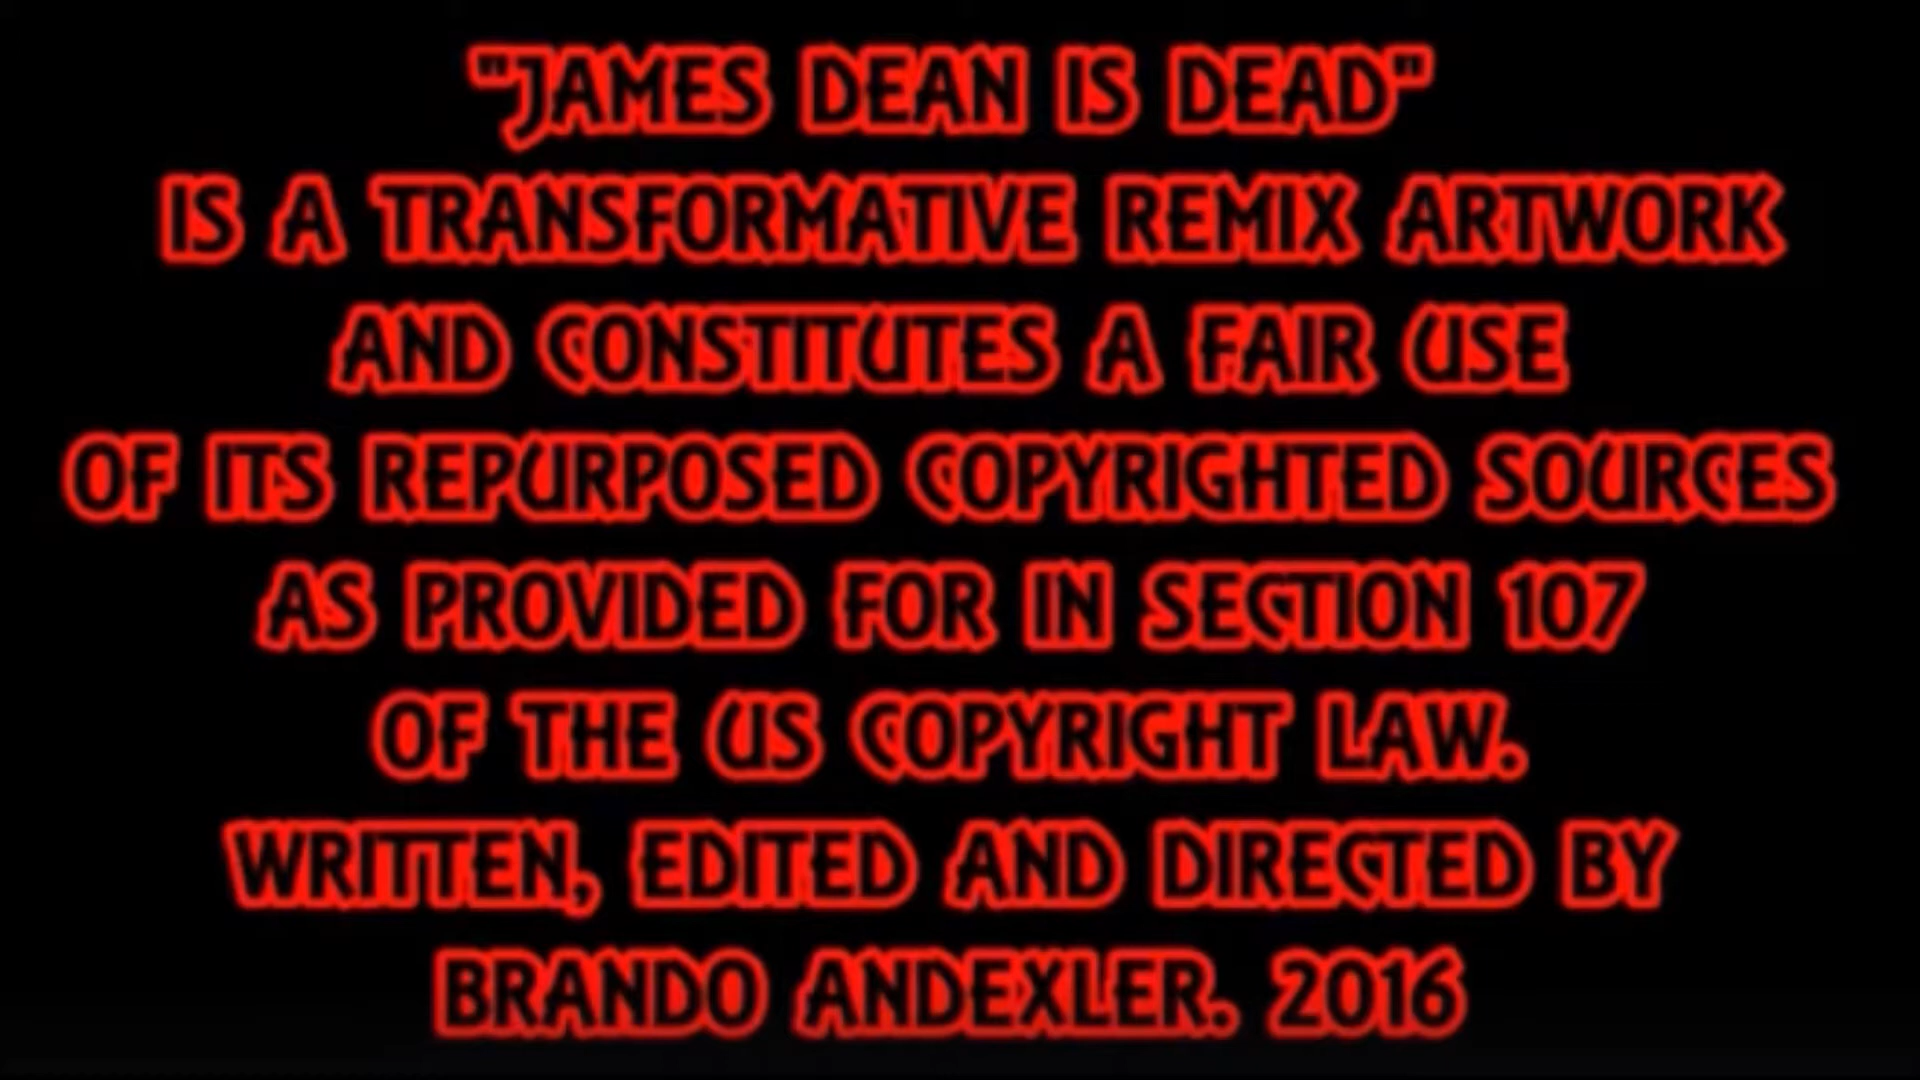 "JAMES DEAN IS DEAD"
IS A TRANSFORMATIVE REMIX ARTWORK
AND CONSTITUTES A FAIR USE
OF ITS REPURPOSED COPYRIGHTED SOURCES
AS PROVIDED FOR IN SECTION 107
OF THE US COPYRIGHT LAW.
WRITTEN, EDITED AND DIRECTED BY
BRANDO ANDEXLER. 2016